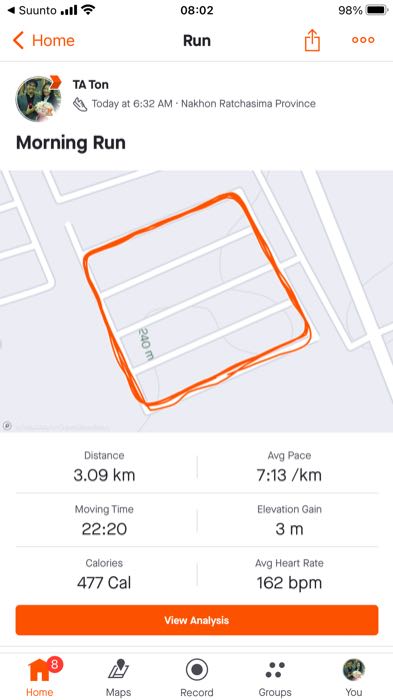 ◀ Suunto 08:02 98%
Home Run
TA Ton
Today at 6:32 AM · Nakhon Ratchasima Province
Morning Run
240 m
Distance Avg Pace
3.09 km 7:13 /km
Moving Time Elevation Gain
22:20 3 m
Calories Avg Heart Rate
477 Cal 162 bpm
View Analysis
8
Home Maps Record Groups You